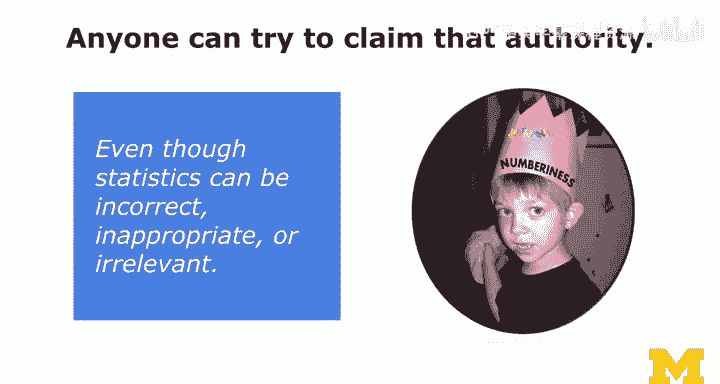 Anyone can try to claim that authority.
Even though
statistics can be
incorrect,
inappropriate, or
irrelevant.
NUMBERINESS
M